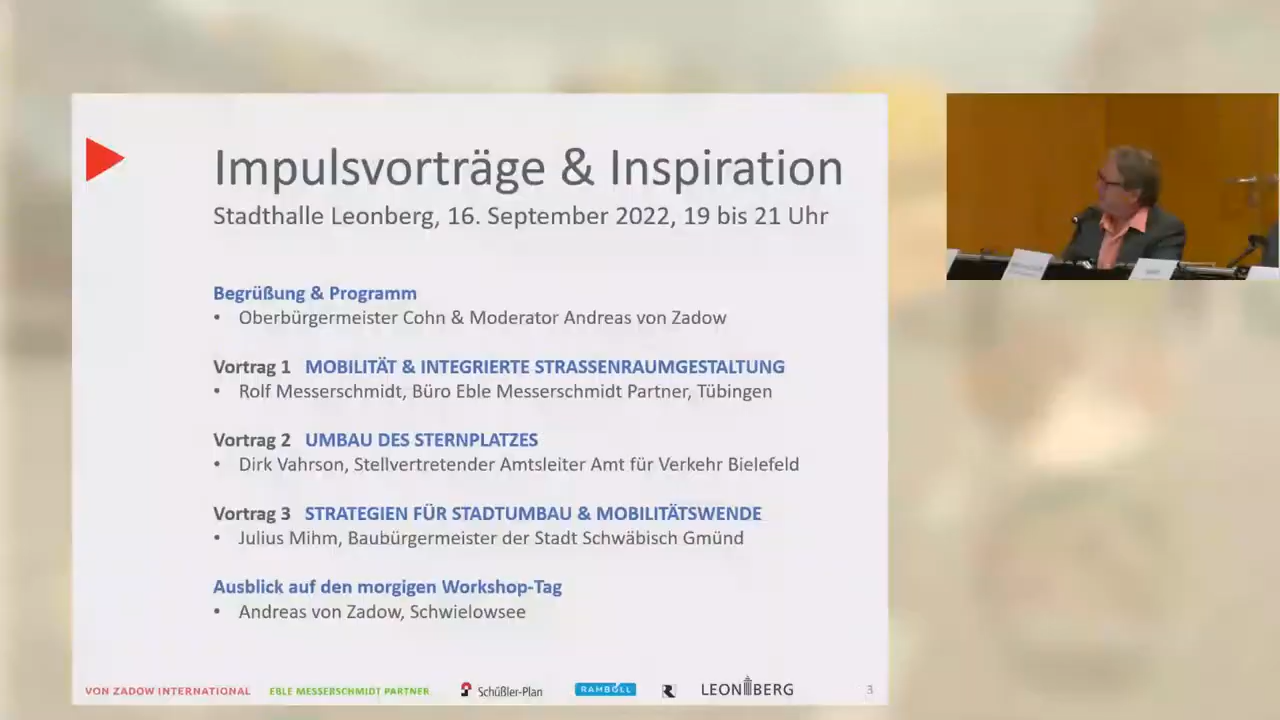 Impulsvorträge & Inspiration
Stadthalle Leonberg, 16. September 2022, 19 bis 21 Uhr
Begrüßung & Programm
• Oberbürgermeister Cohn & Moderator Andreas von Zadow
Vortrag 1 MOBILITÄT & INTEGRIERTE STRASSENRAUMGESTALTUNG
• Rolf Messerschmidt, Büro Eble Messerschmidt Partner, Tübingen
Vortrag 2 UMBAU DES STERNPLATZES
• Dirk Vahrson, Stellvertretender Amtsleiter Amt für Verkehr Bielefeld
Vortrag 3 STRATEGIEN FÜR STADTUMBAU & MOBILITÄTSWENDE
• Julius Mihm, Baubürgermeister der Stadt Schwäbisch Gmünd
Ausblick auf den morgigen Workshop-Tag
• Andreas von Zadow, Schwielowsee
VON ZADOW INTERNATIONAL EBLE MESSERSCHMIDT PARTNER Schüßler-Plan RAMBOLL R LEONBERG 3